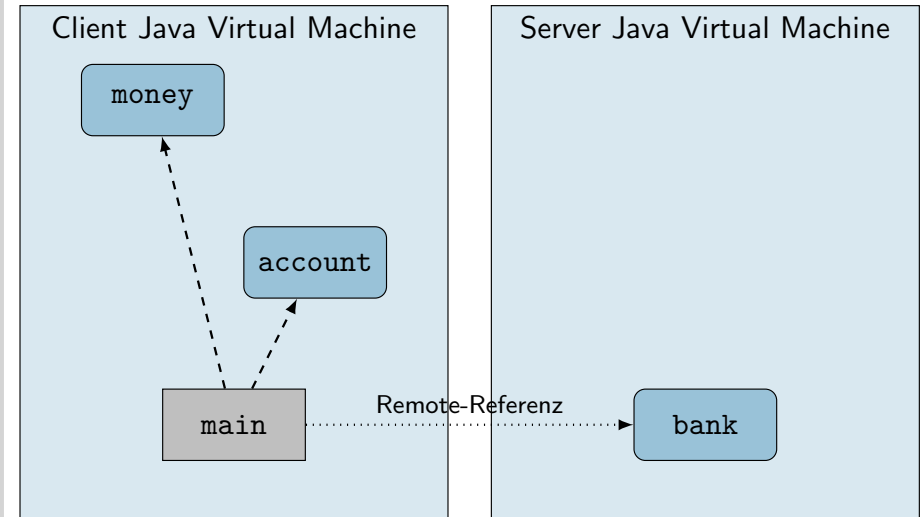 Client Java Virtual Machine
Server Java Virtual Machine
money
account
main
Remote-Referenz
bank